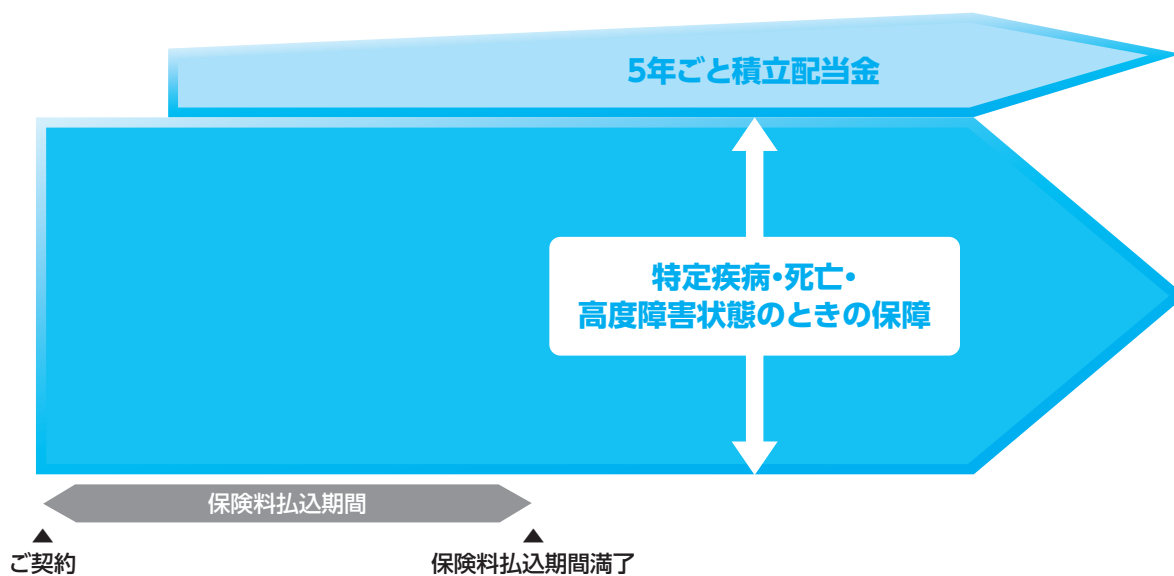 5年ごと積立配当金
特定疾病・死亡・
高度障害状態のときの保障
保険料払込期間
ご契約
保険料払込期間満了